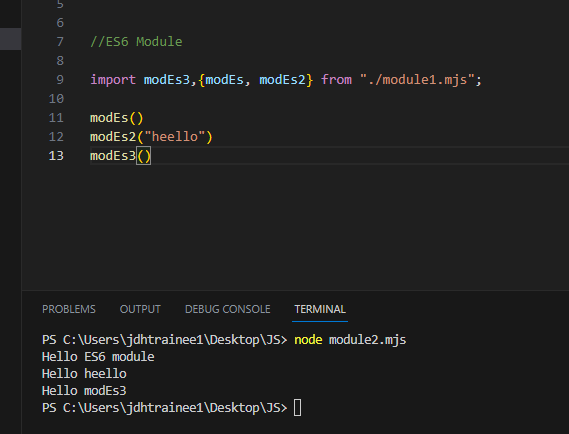 5
6
7 //ES6 Module
8
9 import modEs3,{modEs, modEs2} from "./module1.mjs";
10
11 modEs()
12 modEs2("heello")
13 modEs3()
PROBLEMS OUTPUT DEBUG CONSOLE TERMINAL
PS C:\Users\jdhtrainee1\Desktop\JS> node module2.mjs
Hello ES6 module
Hello heello
Hello modEs3
PS C:\Users\jdhtrainee1\Desktop\JS>